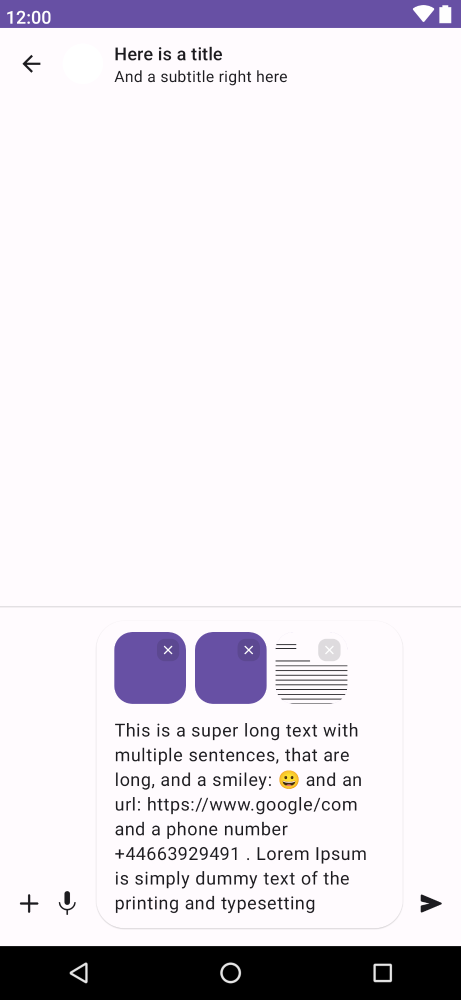 12:00
Here is a title
And a subtitle right here
This is a super long text with
multiple sentences, that are
long, and a smiley: 😀 and an
url: https://www.google/com
and a phone number
+44663929491 . Lorem Ipsum
is simply dummy text of the
printing and typesetting